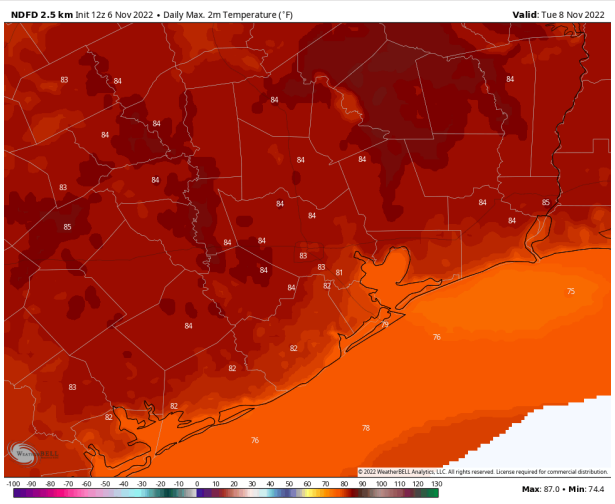 NDFD 2.5 km Init 12z 6 Nov 2022 • Daily Max. 2m Temperature (°F)
Valid: Tue 8 Nov 2022
83 84 84
84
84 84
84 84
83 84
84 84 85
85 84 84
84 84
83
84 83 81
84 82 75
84 79
76
82
82
83
82
82
78
76
WeatherBELL
© 2022 WeatherBELL Analytics, LLC. All rights reserved. License required for commercial distribution.
-100 -90 -80 -70 -60 -50 -40 -30 -20 -10 0 10 20 30 40 50 60 70 80 90 100 110 120 130
Max: 87.0 • Min: 74.4